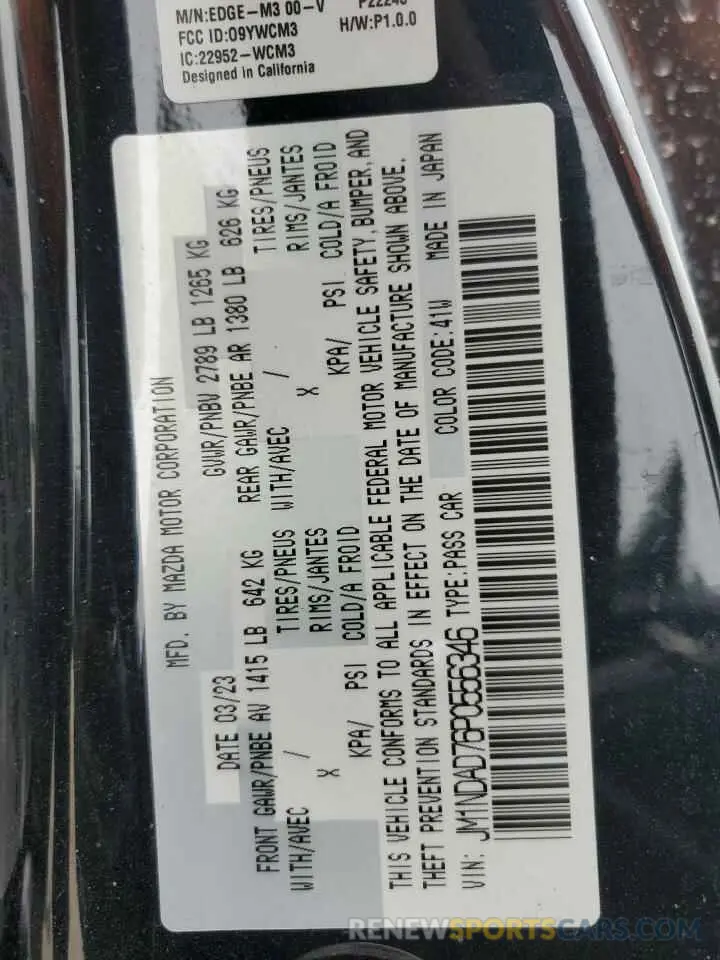 M/N:EDGE-M3 00-V P22243
FCC ID:O9YWCM3 H/W:P1.0.0
IC:22952-WCM3
Designed in California
MFD. BY MAZDA MOTOR CORPORATION
DATE 03/23 GVWR/PNBV 2789 LB 1265 KG
FRONT GAWR/PNBE AV 1415 LB 642 KG REAR GAWR/PNBE AR 1380 LB 626 KG
WITH/AVEC / TIRES/PNEUS WITH/AVEC / TIRES/PNEUS
X RIMS/JANTES X RIMS/JANTES
KPA/ PSI COLD/A FROID KPA/ PSI COLD/A FROID
THIS VEHICLE CONFORMS TO ALL APPLICABLE FEDERAL MOTOR VEHICLE SAFETY, BUMPER, AND
THEFT PREVENTION STANDARDS IN EFFECT ON THE DATE OF MANUFACTURE SHOWN ABOVE.
VIN: JM1NDAD76P0556346 TYPE:PASS CAR COLOR CODE:41W MADE IN JAPAN
RENEWSPORTSCARS.COM